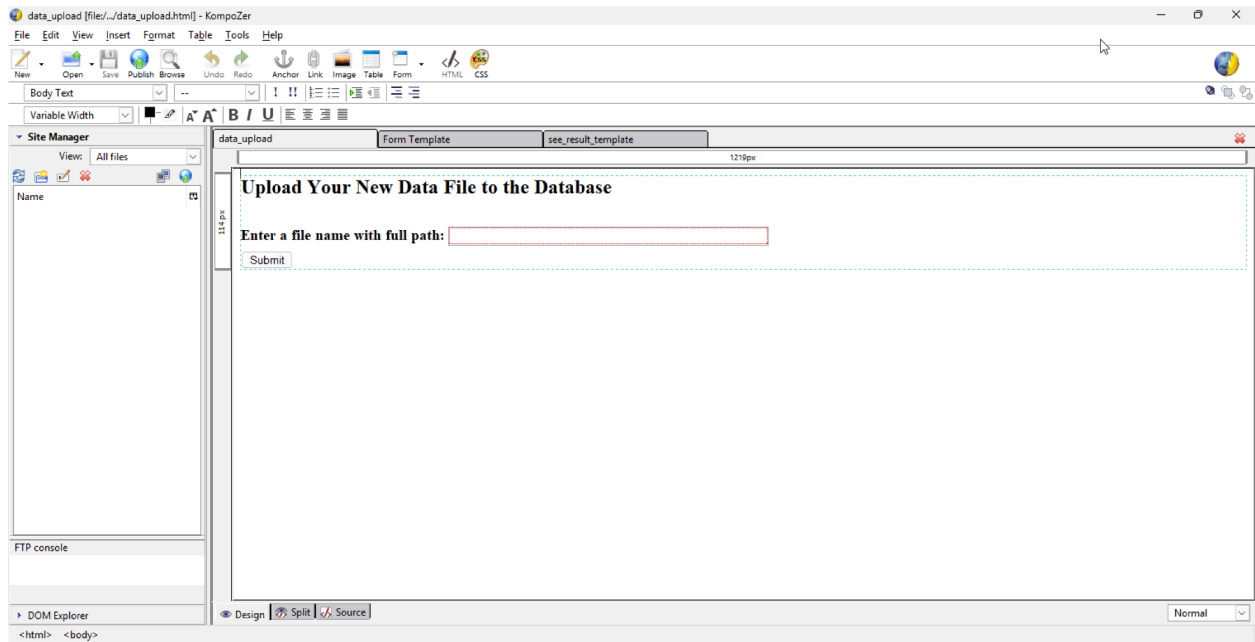 data_upload [file:/.../data_upload.html] - KompoZer
File Edit View Insert Format Table Tools Help
New Open Save Publish Browse Undo Redo Anchor Link Image Table Form HTML CSS
Body Text --
Variable Width A A B I U
Site Manager
View: All files
Name
FTP console
DOM Explorer
data_upload Form Template see_result_template
1219px
114px
Upload Your New Data File to the Database
Enter a file name with full path:
Submit
Design Split Source Normal
<html> <body>